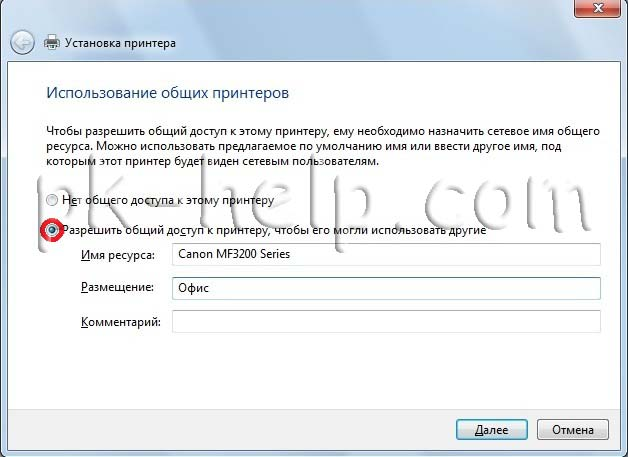 Установка принтера
Использование общих принтеров
Чтобы разрешить общий доступ к этому принтеру, ему необходимо назначить сетевое имя общего
ресурса. Можно использовать предлагаемое по умолчанию имя или ввести другое имя, под
которым этот принтер будет виден сетевым пользователям.
pk-help.com
Нет общего доступа к этому принтеру
Разрешить общий доступ к принтеру, чтобы его могли использовать другие
Имя ресурса: Canon MF3200 Series
Размещение: Офис
Комментарий:
Далее Отмена